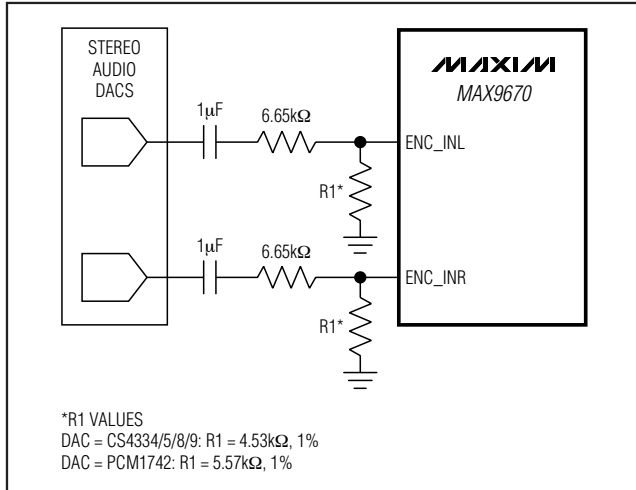 STEREO
AUDIO
DACS
MAXIM
MAX9670
1μF
6.65kΩ
ENC_INL
R1*
1μF
6.65kΩ
ENC_INR
R1*
*R1 VALUES
DAC = CS4334/5/8/9: R1 = 4.53kΩ, 1%
DAC = PCM1742: R1 = 5.57kΩ, 1%